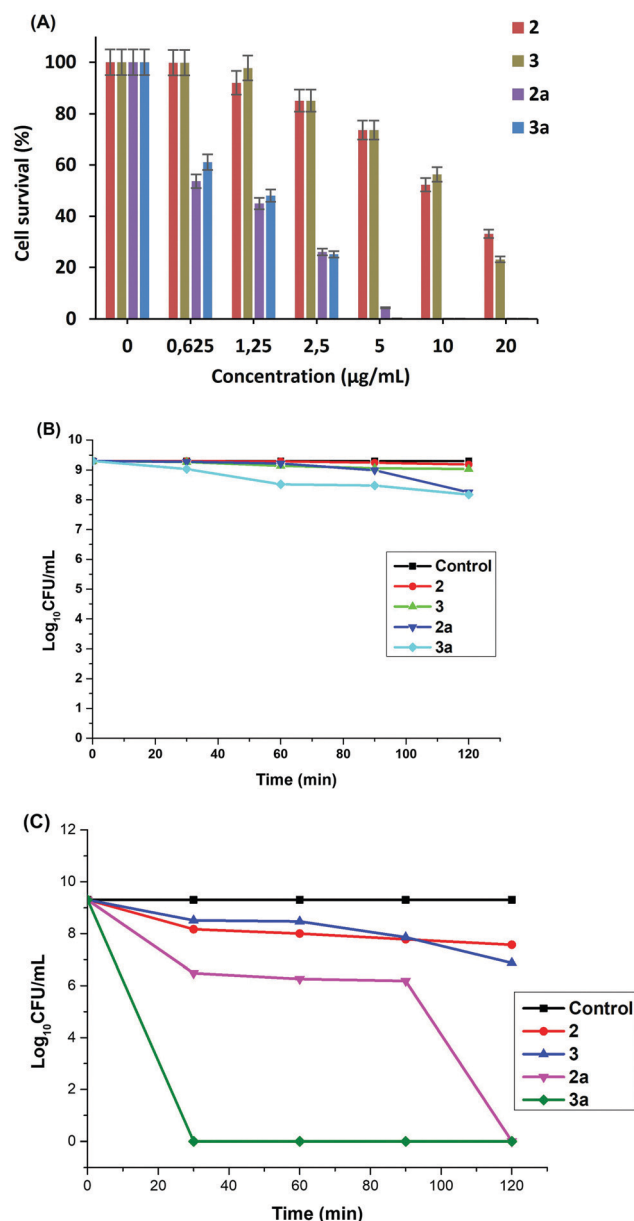 (A)
2
3
2a
3a
100
80
60
40
20
0
Cell survival (%)
0 0,625 1,25 2,5 5 10 20
Concentration (µg/mL)
(B)
10
9
8
7
6
5
4
3
2
1
0
Log₁₀CFU/mL
Control
2
3
2a
3a
0 20 40 60 80 100 120
Time (min)
(C)
12
10
8
6
4
2
0
Log₁₀CFU/mL
Control
2
3
2a
3a
0 20 40 60 80 100 120
Time (min)